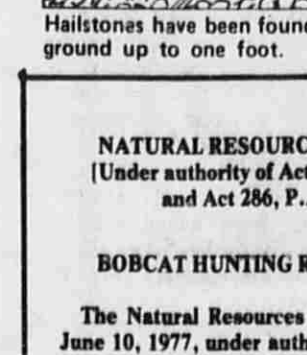 Hailstones have been found
ground up to one foot.
NATURAL RESOURC
[Under authority of Act
and Act 286, P.
BOBCAT HUNTING R
The Natural Resources
June 10, 1977, under auth